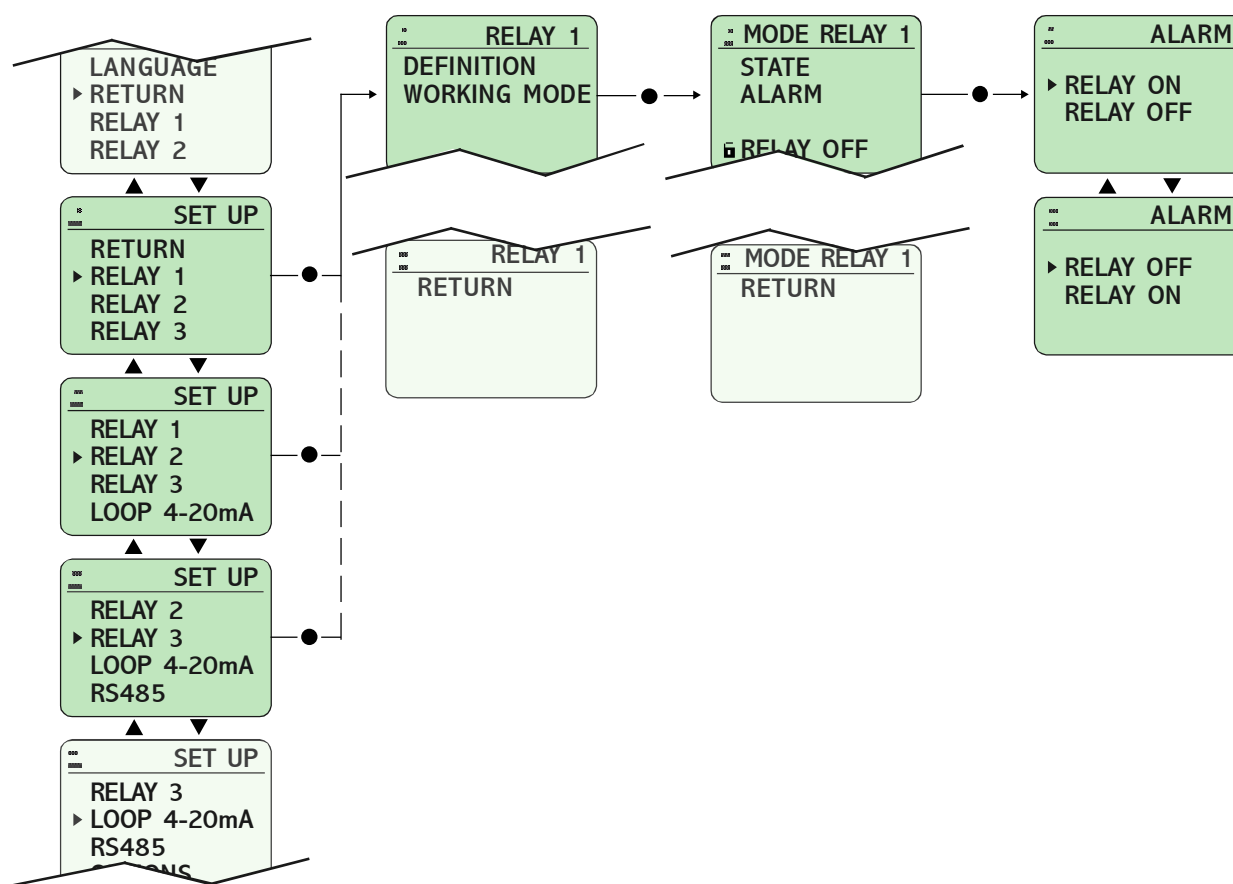 LANGUAGE
RETURN
RELAY 1
RELAY 2
SET UP
RETURN
RELAY 1
RELAY 2
RELAY 3
SET UP
RELAY 1
RELAY 2
RELAY 3
LOOP 4-20mA
SET UP
RELAY 2
RELAY 3
LOOP 4-20mA
RS485
SET UP
RELAY 3
LOOP 4-20mA
RS485
RELAY 1
DEFINITION
WORKING MODE
RELAY 1
RETURN
MODE RELAY 1
STATE
ALARM
RELAY OFF
MODE RELAY 1
RETURN
ALARM
RELAY ON
RELAY OFF
ALARM
RELAY OFF
RELAY ON